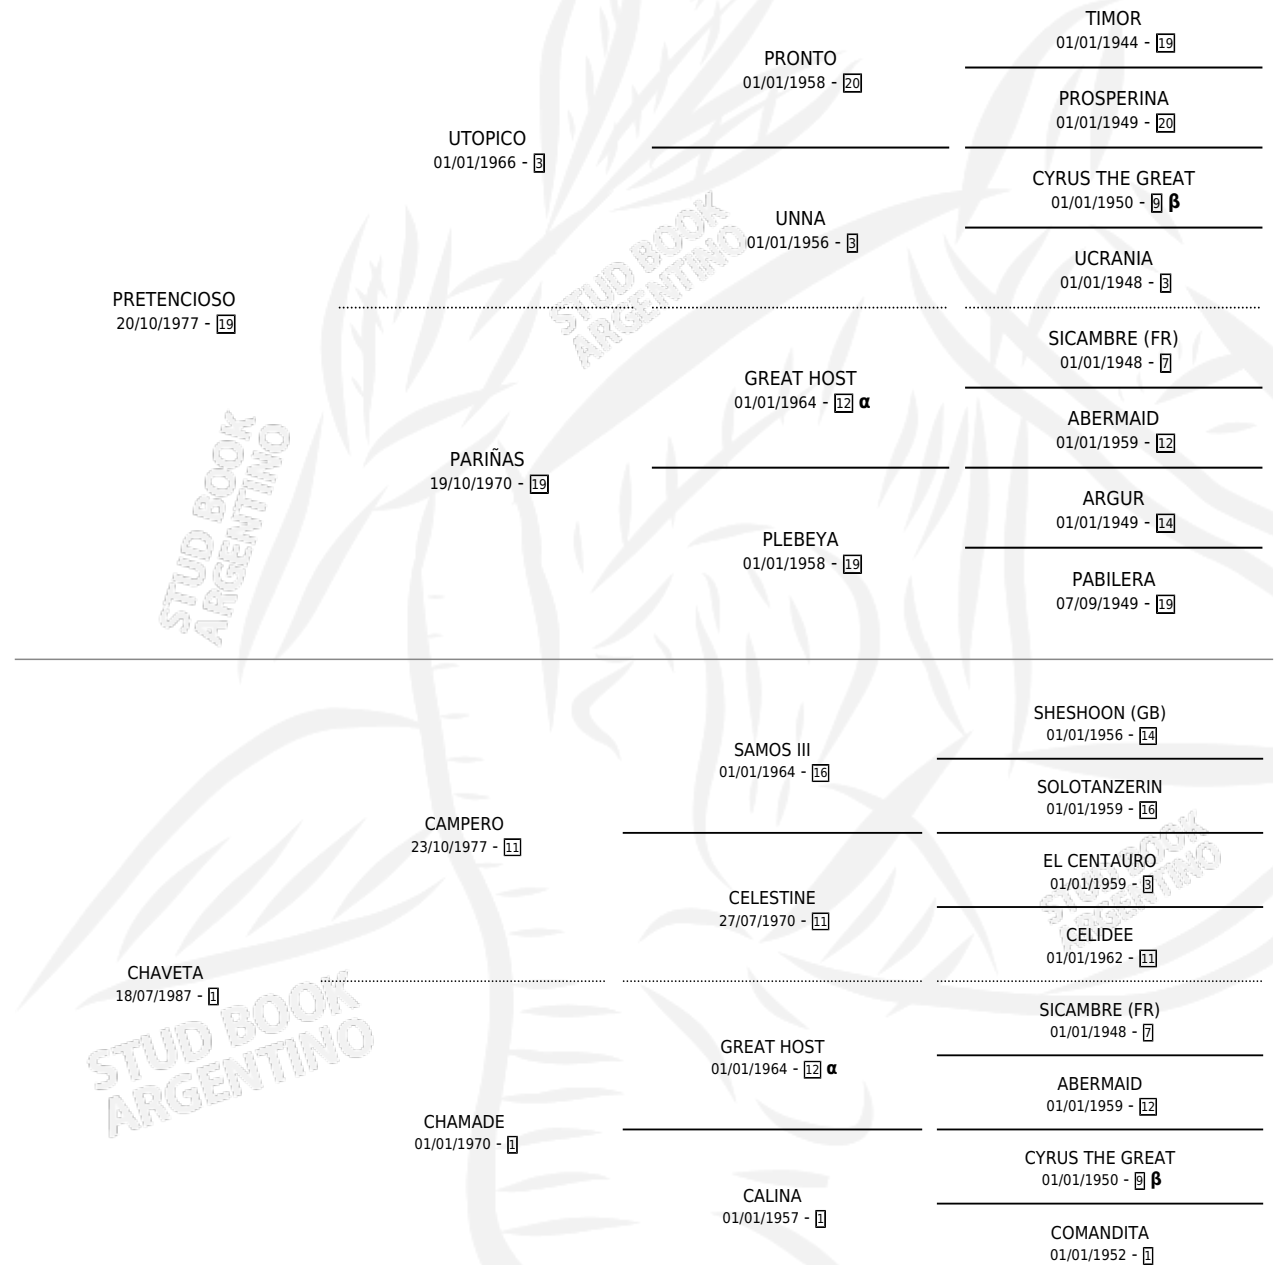 TIMOR
01/01/1944 - 19
PRONTO
01/01/1958 - 20
PROSPERINA
01/01/1949 - 20
UTOPICO
01/01/1966 - 3
CYRUS THE GREAT
01/01/1950 - 9 β
UNNA
01/01/1956 - 3
UCRANIA
01/01/1948 - 3
STUD BOOK
ARGENTINO
PRETENCIOSO
20/10/1977 - 19
SICAMBRE (FR)
01/01/1948 - 7
GREAT HOST
01/01/1964 - 12 α
ABERMAID
01/01/1959 - 12
PARIÑAS
19/10/1970 - 19
ARGUR
01/01/1949 - 14
PLEBEYA
01/01/1958 - 19
PABILERA
07/09/1949 - 19
STUD BOOK
ARGENTINO
SHESHOON (GB)
01/01/1956 - 14
SAMOS III
01/01/1964 - 16
SOLOTANZERIN
01/01/1959 - 16
CAMPERO
23/10/1977 - 11
EL CENTAURO
01/01/1959 - 3
CELESTINE
27/07/1970 - 11
CELIDEE
01/01/1962 - 11
STUD BOOK
ARGENTINO
CHAVETA
18/07/1987 - 1
SICAMBRE (FR)
01/01/1948 - 7
GREAT HOST
01/01/1964 - 12 α
ABERMAID
01/01/1959 - 12
STUD BOOK
ARGENTINO
CHAMADE
01/01/1970 - 1
CYRUS THE GREAT
01/01/1950 - 9 β
CALINA
01/01/1957 - 1
COMANDITA
01/01/1952 - 1